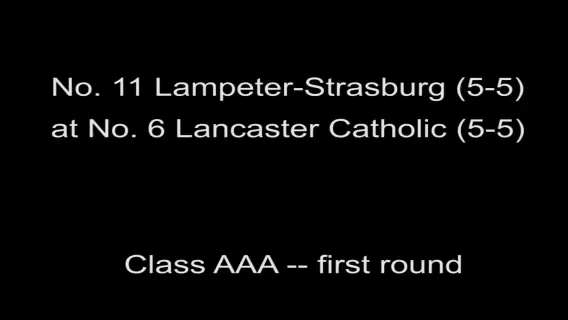 No. 11 Lampeter-Strasburg (5-5)
at No. 6 Lancaster Catholic (5-5)
Class AAA -- first round